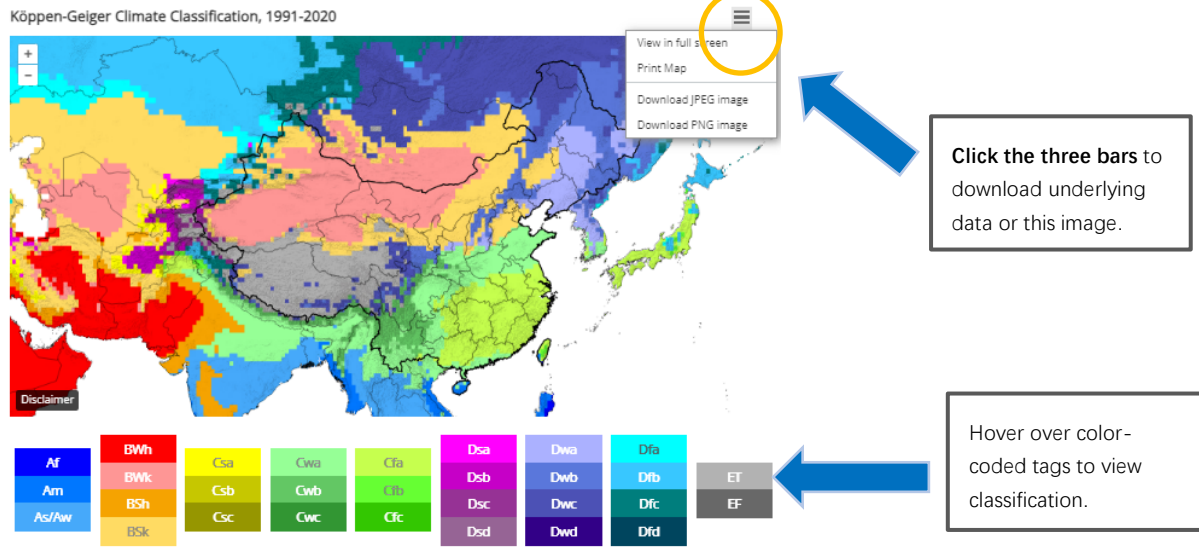 Köppen-Geiger Climate Classification, 1991-2020
+
−
View in full screen
Print Map
Download JPEG image
Download PNG image
Click the three bars to
download underlying
data or this image.
Disclaimer
Hover over color-
coded tags to view
classification.
Af
Am
As/Aw
BWh
BWk
BSh
BSk
Csa
Csb
Csc
Cwa
Cwb
Cwc
Cfa
Cfb
Cfc
Dsa
Dsb
Dsc
Dsd
Dwa
Dwb
Dwc
Dwd
Dfa
Dfb
Dfc
Dfd
ET
EF